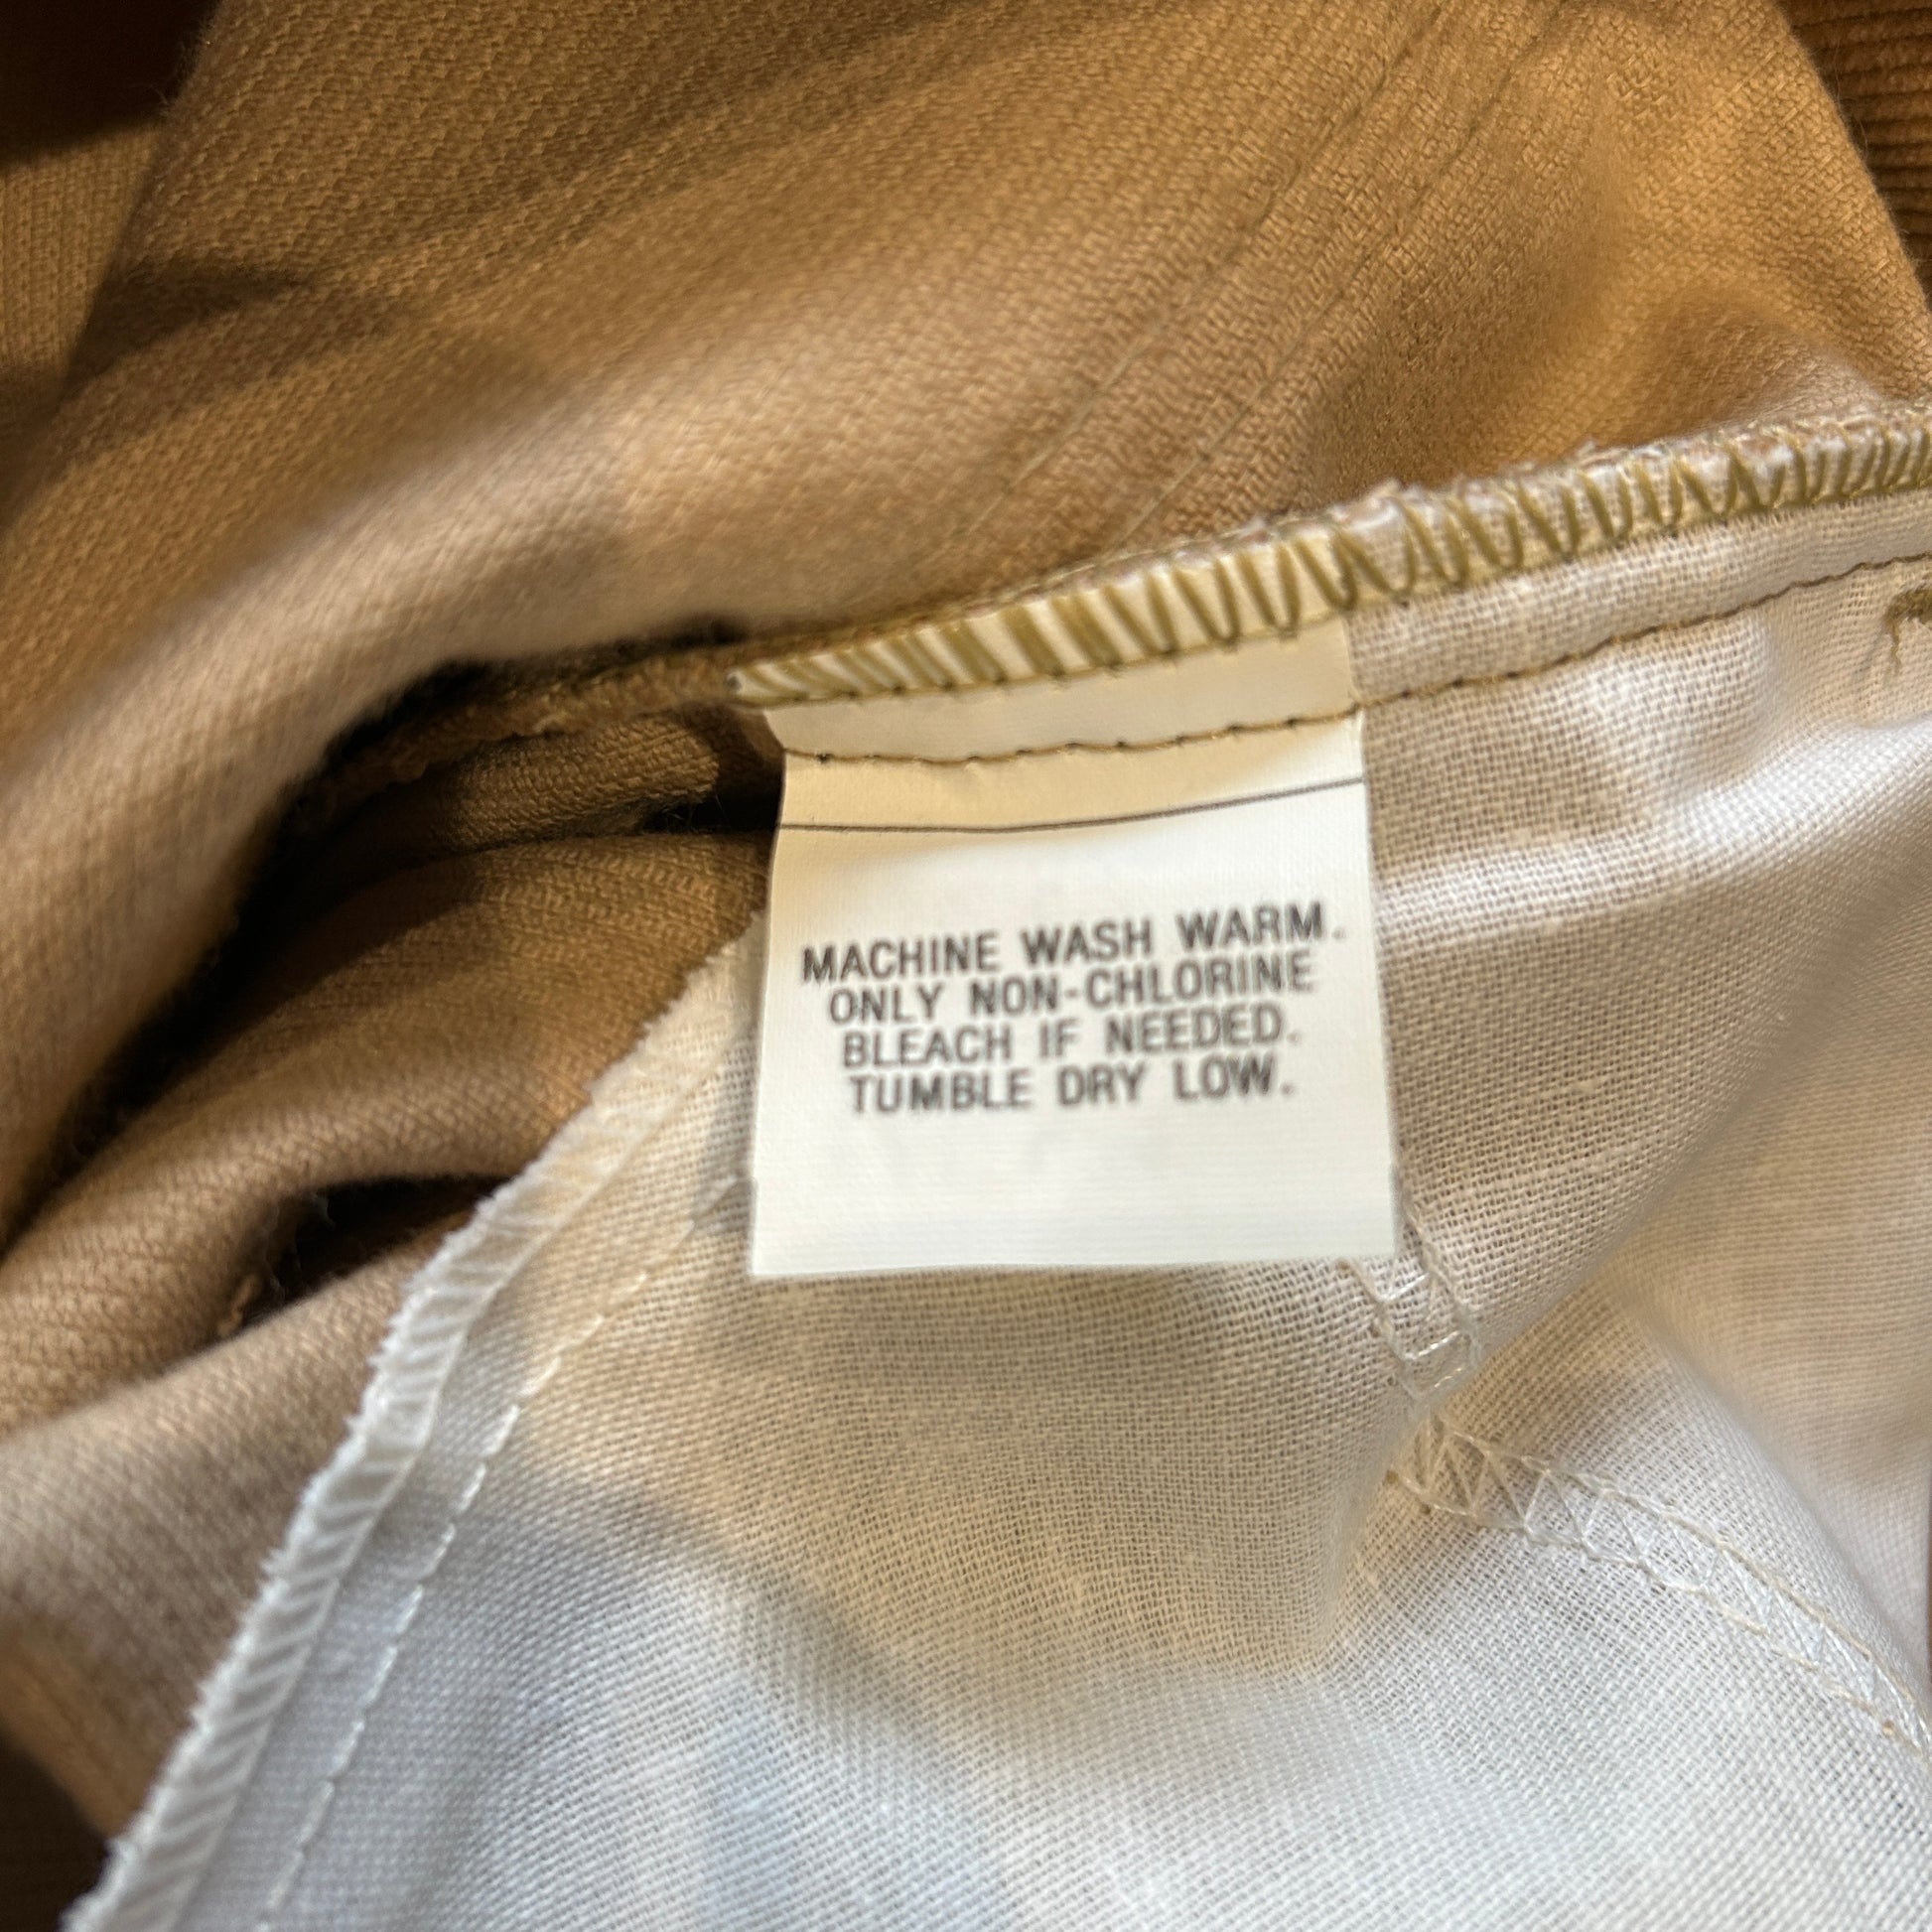 MACHINE WASH WARM.
ONLY NON-CHLORINE
BLEACH IF NEEDED.
TUMBLE DRY LOW.